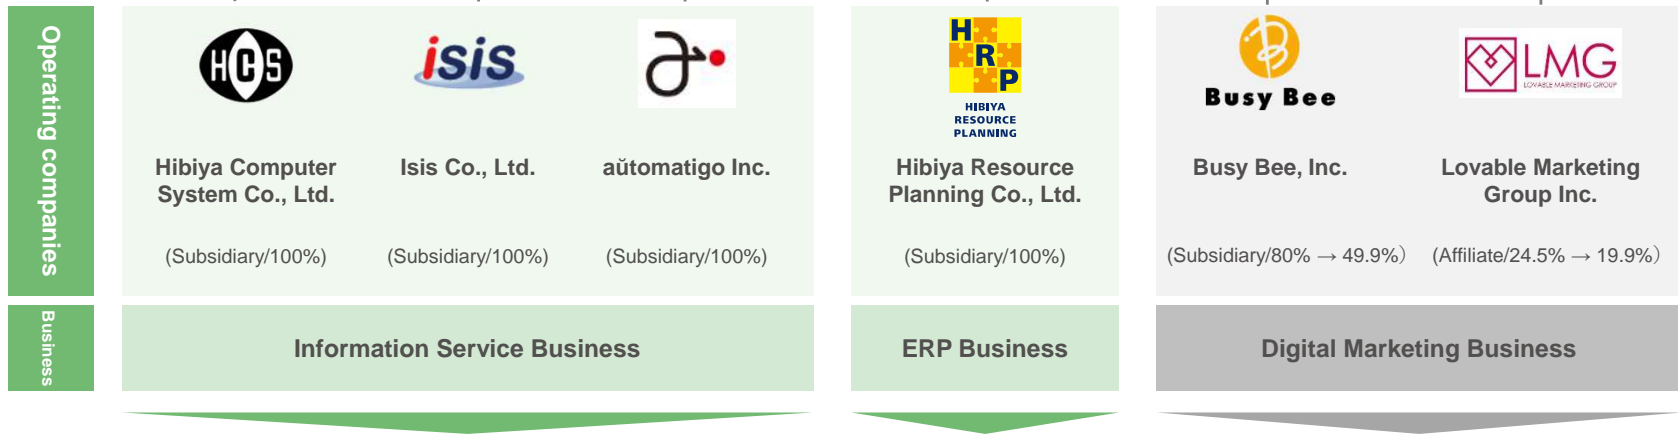 Operating companies
HCS
isis
HRP
HIBIYA
RESOURCE
PLANNING
Busy Bee
LMG
LOVABLE MARKETING GROUP
Hibiya Computer
System Co., Ltd.
Isis Co., Ltd.
aŭtomatigo Inc.
Hibiya Resource
Planning Co., Ltd.
Busy Bee, Inc.
Lovable Marketing
Group Inc.
(Subsidiary/100%)
(Subsidiary/100%)
(Subsidiary/100%)
(Subsidiary/100%)
(Subsidiary/80% → 49.9%）
(Affiliate/24.5% → 19.9%）
Business
Information Service Business
ERP Business
Digital Marketing Business